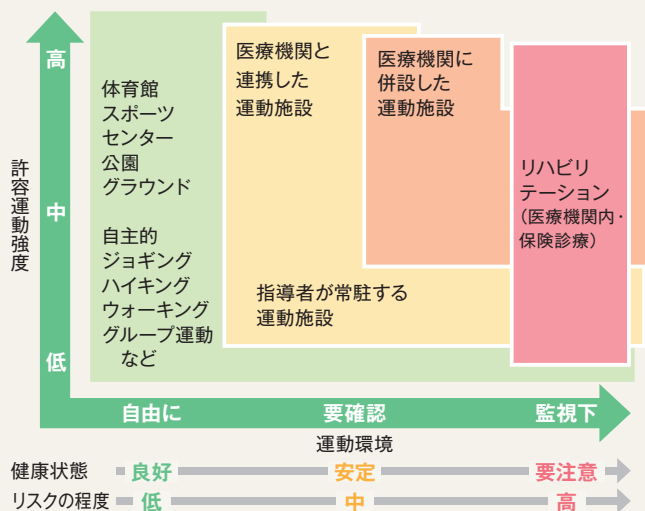 高
中
低
許容運動強度
体育館
スポーツ
センター
公園
グラウンド
自主的
ジョギング
ハイキング
ウォーキング
グループ運動
など
医療機関と
連携した
運動施設
医療機関に
併設した
運動施設
リハビリ
テーション
（医療機関内・
保険診療）
指導者が常駐する
運動施設
自由に 要確認 監視下
運動環境
健康状態 良好 安定 要注意
リスクの程度 低 中 高